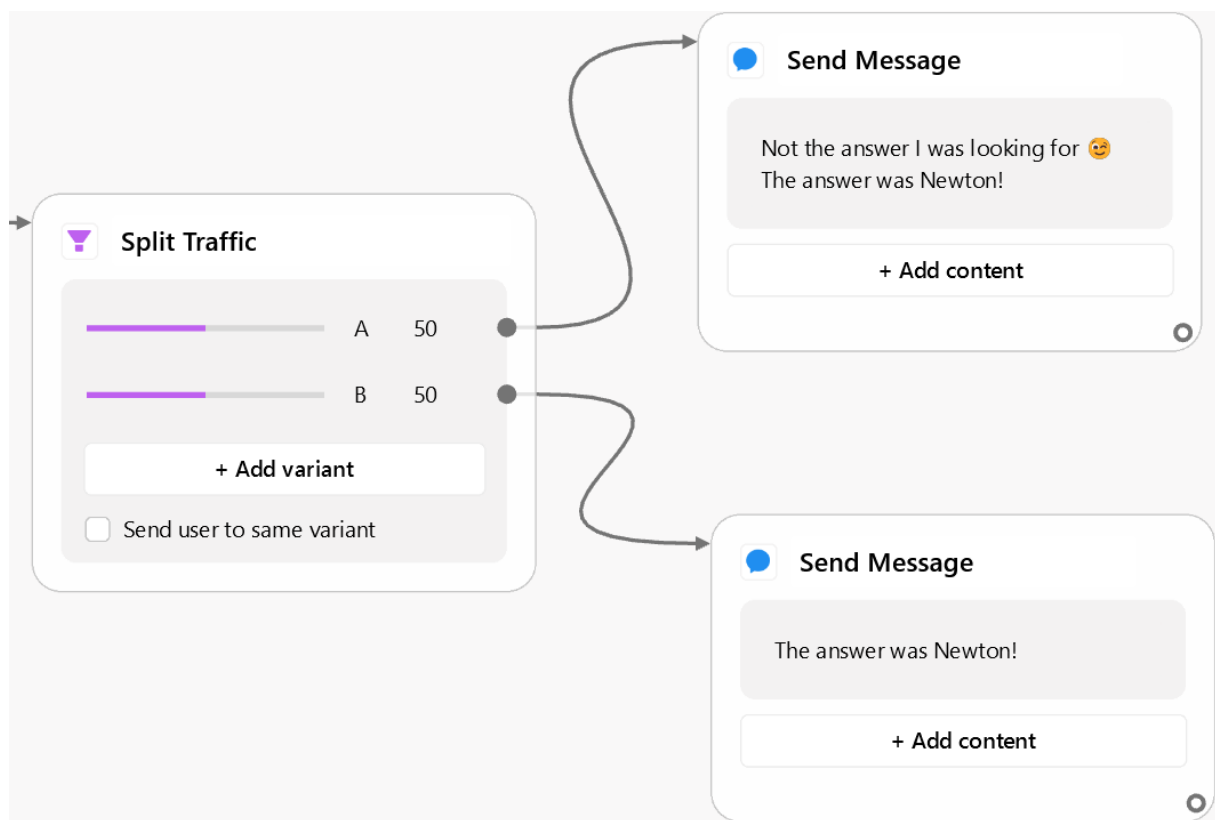 Split Traffic
A 50
B 50
+ Add variant
Send user to same variant
Send Message
Not the answer I was looking for 😉
The answer was Newton!
+ Add content
Send Message
The answer was Newton!
+ Add content